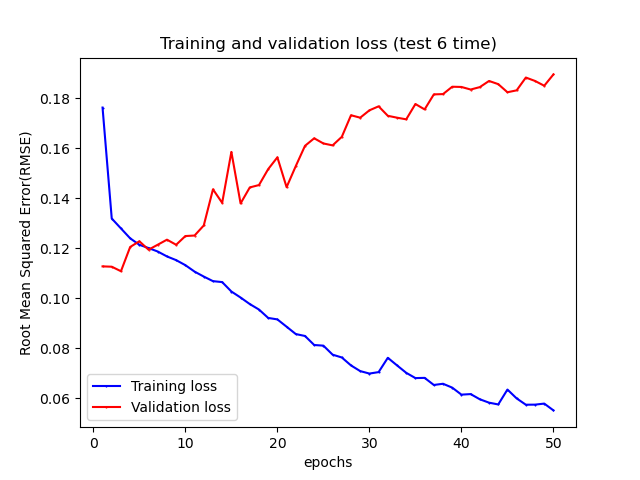 Training and validation loss (test 6 time)
Root Mean Squared Error(RMSE)
0.18
0.16
0.14
0.12
0.10
0.08
0.06
Training loss
Validation loss
0
10
20
30
40
50
epochs